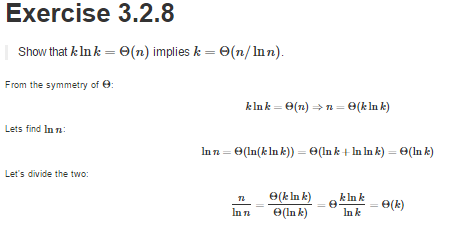 Exercise 3.2.8
Show that k ln k = Θ(n) implies k = Θ(n/ ln n).
From the symmetry of Θ:
k ln k = Θ(n) ⇒ n = Θ(k ln k)
Lets find ln n:
ln n = Θ(ln(k ln k)) = Θ(ln k + ln ln k) = Θ(ln k)
Let's divide the two:
n / ln n = Θ(k ln k) / Θ(ln k) = Θ k ln k / ln k = Θ(k)